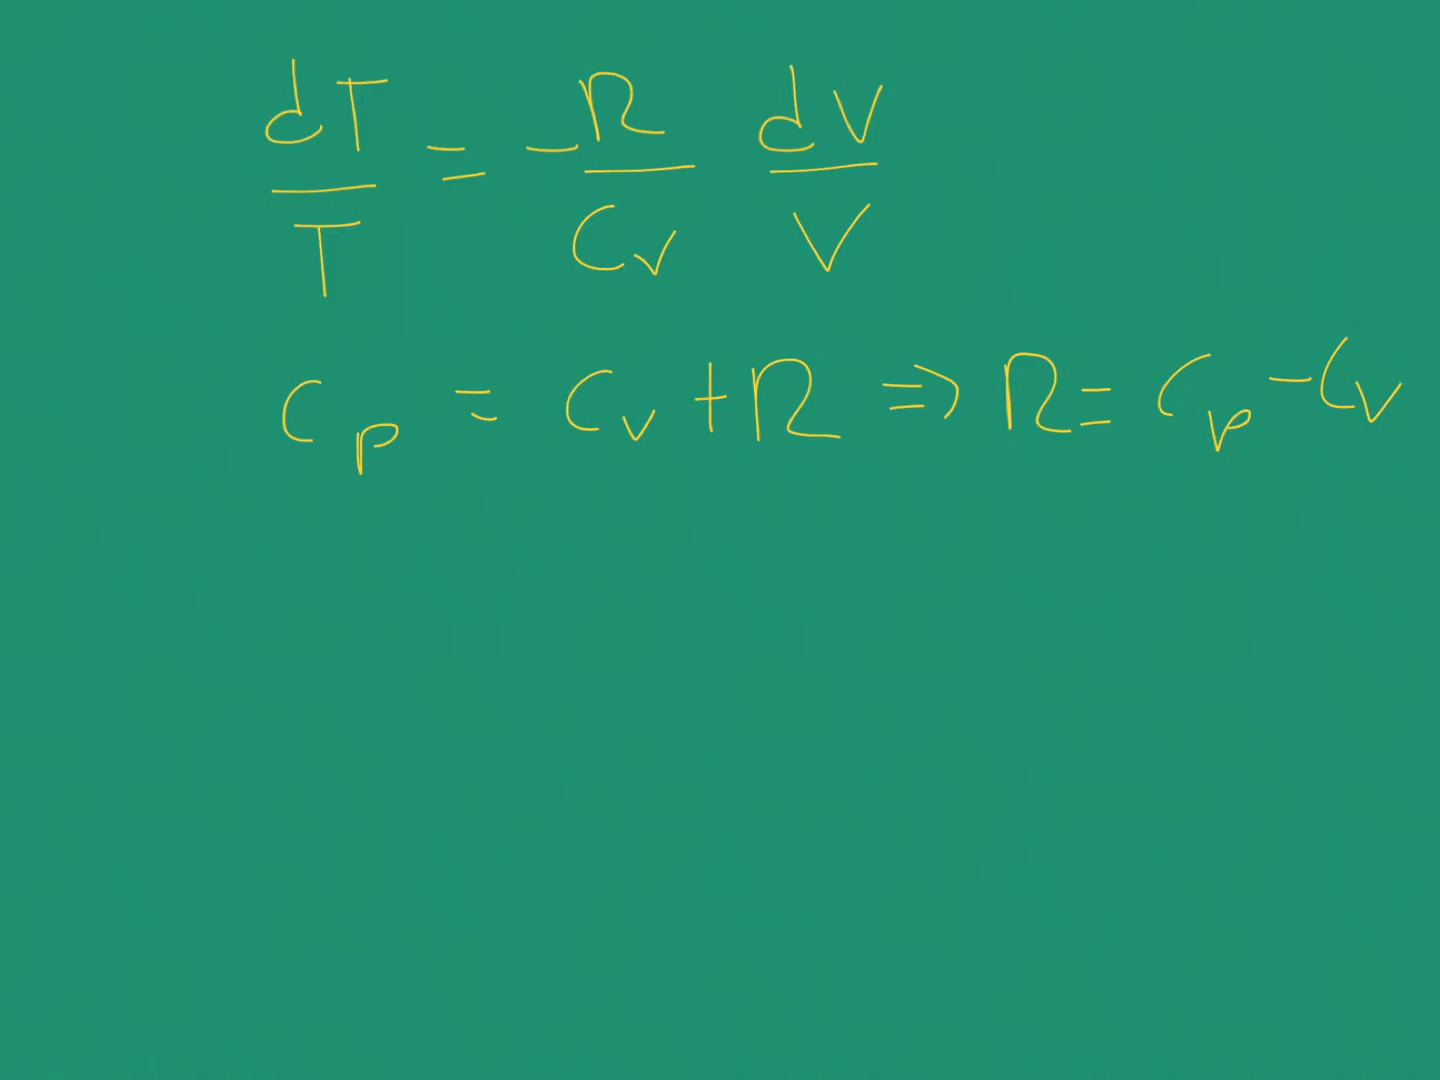 dT/T = -R/Cv dV/V
Cp = Cv + R => R = Cp - Cv